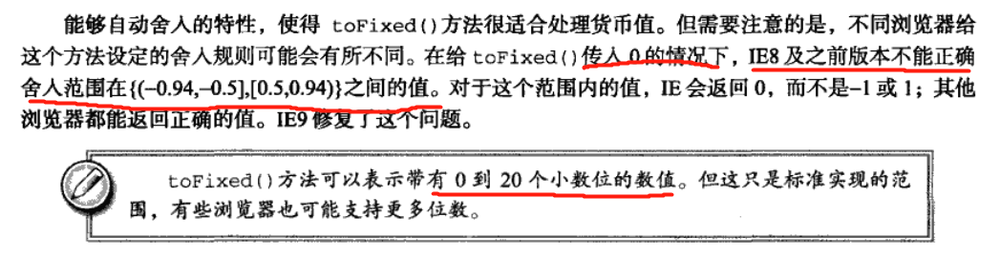 能够自动舍入的特性，使得 toFixed()方法很适合处理货币值。但需要注意的是，不同浏览器给
这个方法设定的舍入规则可能会有所不同。在给 toFixed()传入 0 的情况下，IE8 及之前版本不能正确
舍入范围在{(-0.94,-0.5],[0.5,0.94)}之间的值。对于这个范围内的值，IE 会返回 0，而不是-1 或 1；其他
浏览器都能返回正确的值。IE9 修复了这个问题。
toFixed()方法可以表示带有 0 到 20 个小数位的数值。但这只是标准实现的范
围，有些浏览器也可能支持更多位数。